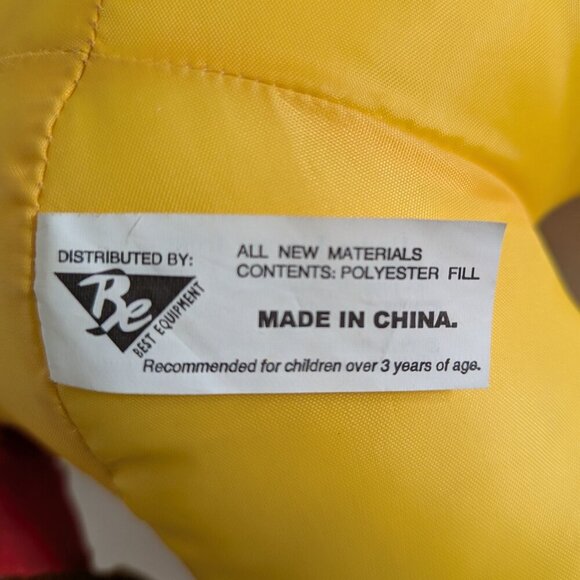 DISTRIBUTED BY:
Be
BEST EQUIPMENT
ALL NEW MATERIALS
CONTENTS: POLYESTER FILL
MADE IN CHINA.
Recommended for children over 3 years of age.